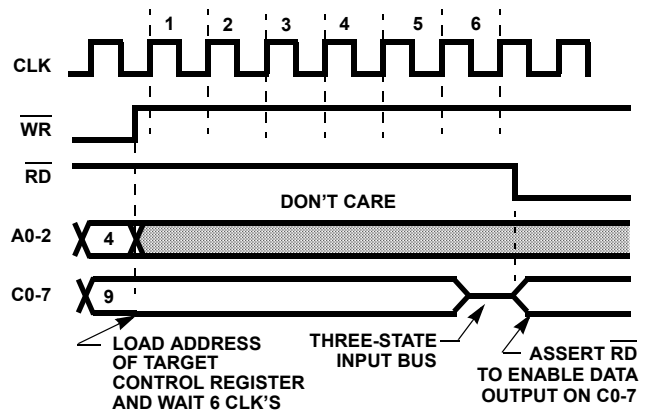 1 2 3 4 5 6
CLK
WR
RD
DON'T CARE
A0-2 4
C0-7 9
LOAD ADDRESS
OF TARGET
CONTROL REGISTER
AND WAIT 6 CLK'S
THREE-STATE
INPUT BUS
ASSERT RD
TO ENABLE DATA
OUTPUT ON C0-7